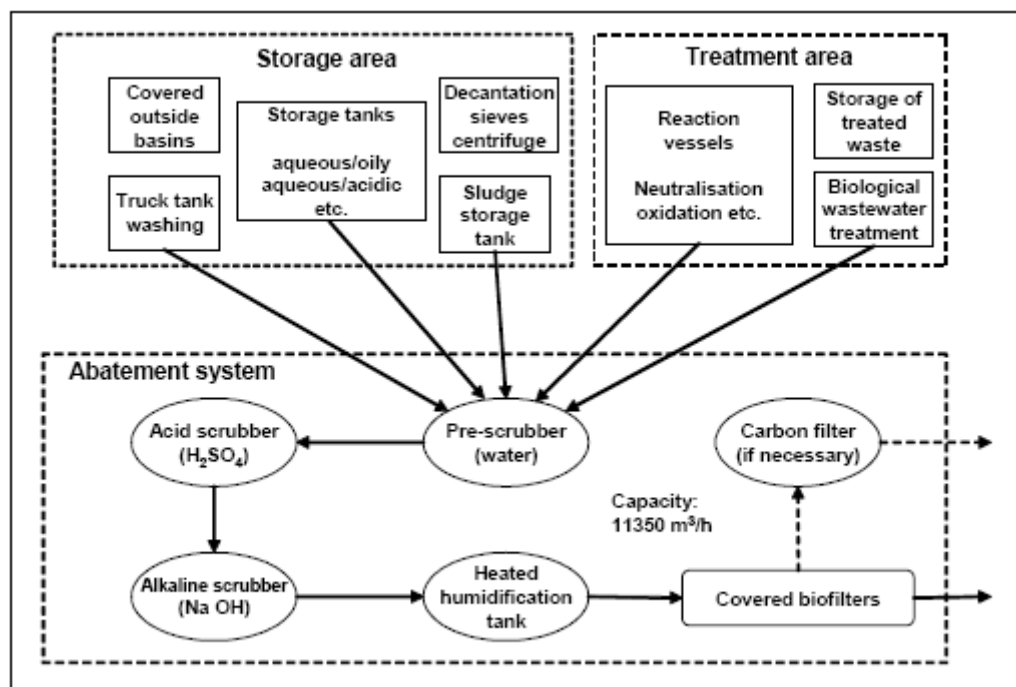 Storage area
Covered
outside
basins
Storage tanks
aqueous/oily
aqueous/acidic
etc.
Decantation
sieves
centrifuge
Truck tank
washing
Sludge
storage
tank
Treatment area
Reaction
vessels
Neutralisation
oxidation etc.
Storage of
treated
waste
Biological
wastewater
treatment
Abatement system
Acid scrubber
(H₂SO₄)
Pre-scrubber
(water)
Carbon filter
(if necessary)
Capacity:
11350 m³/h
Alkaline scrubber
(Na OH)
Heated
humidification
tank
Covered biofilters